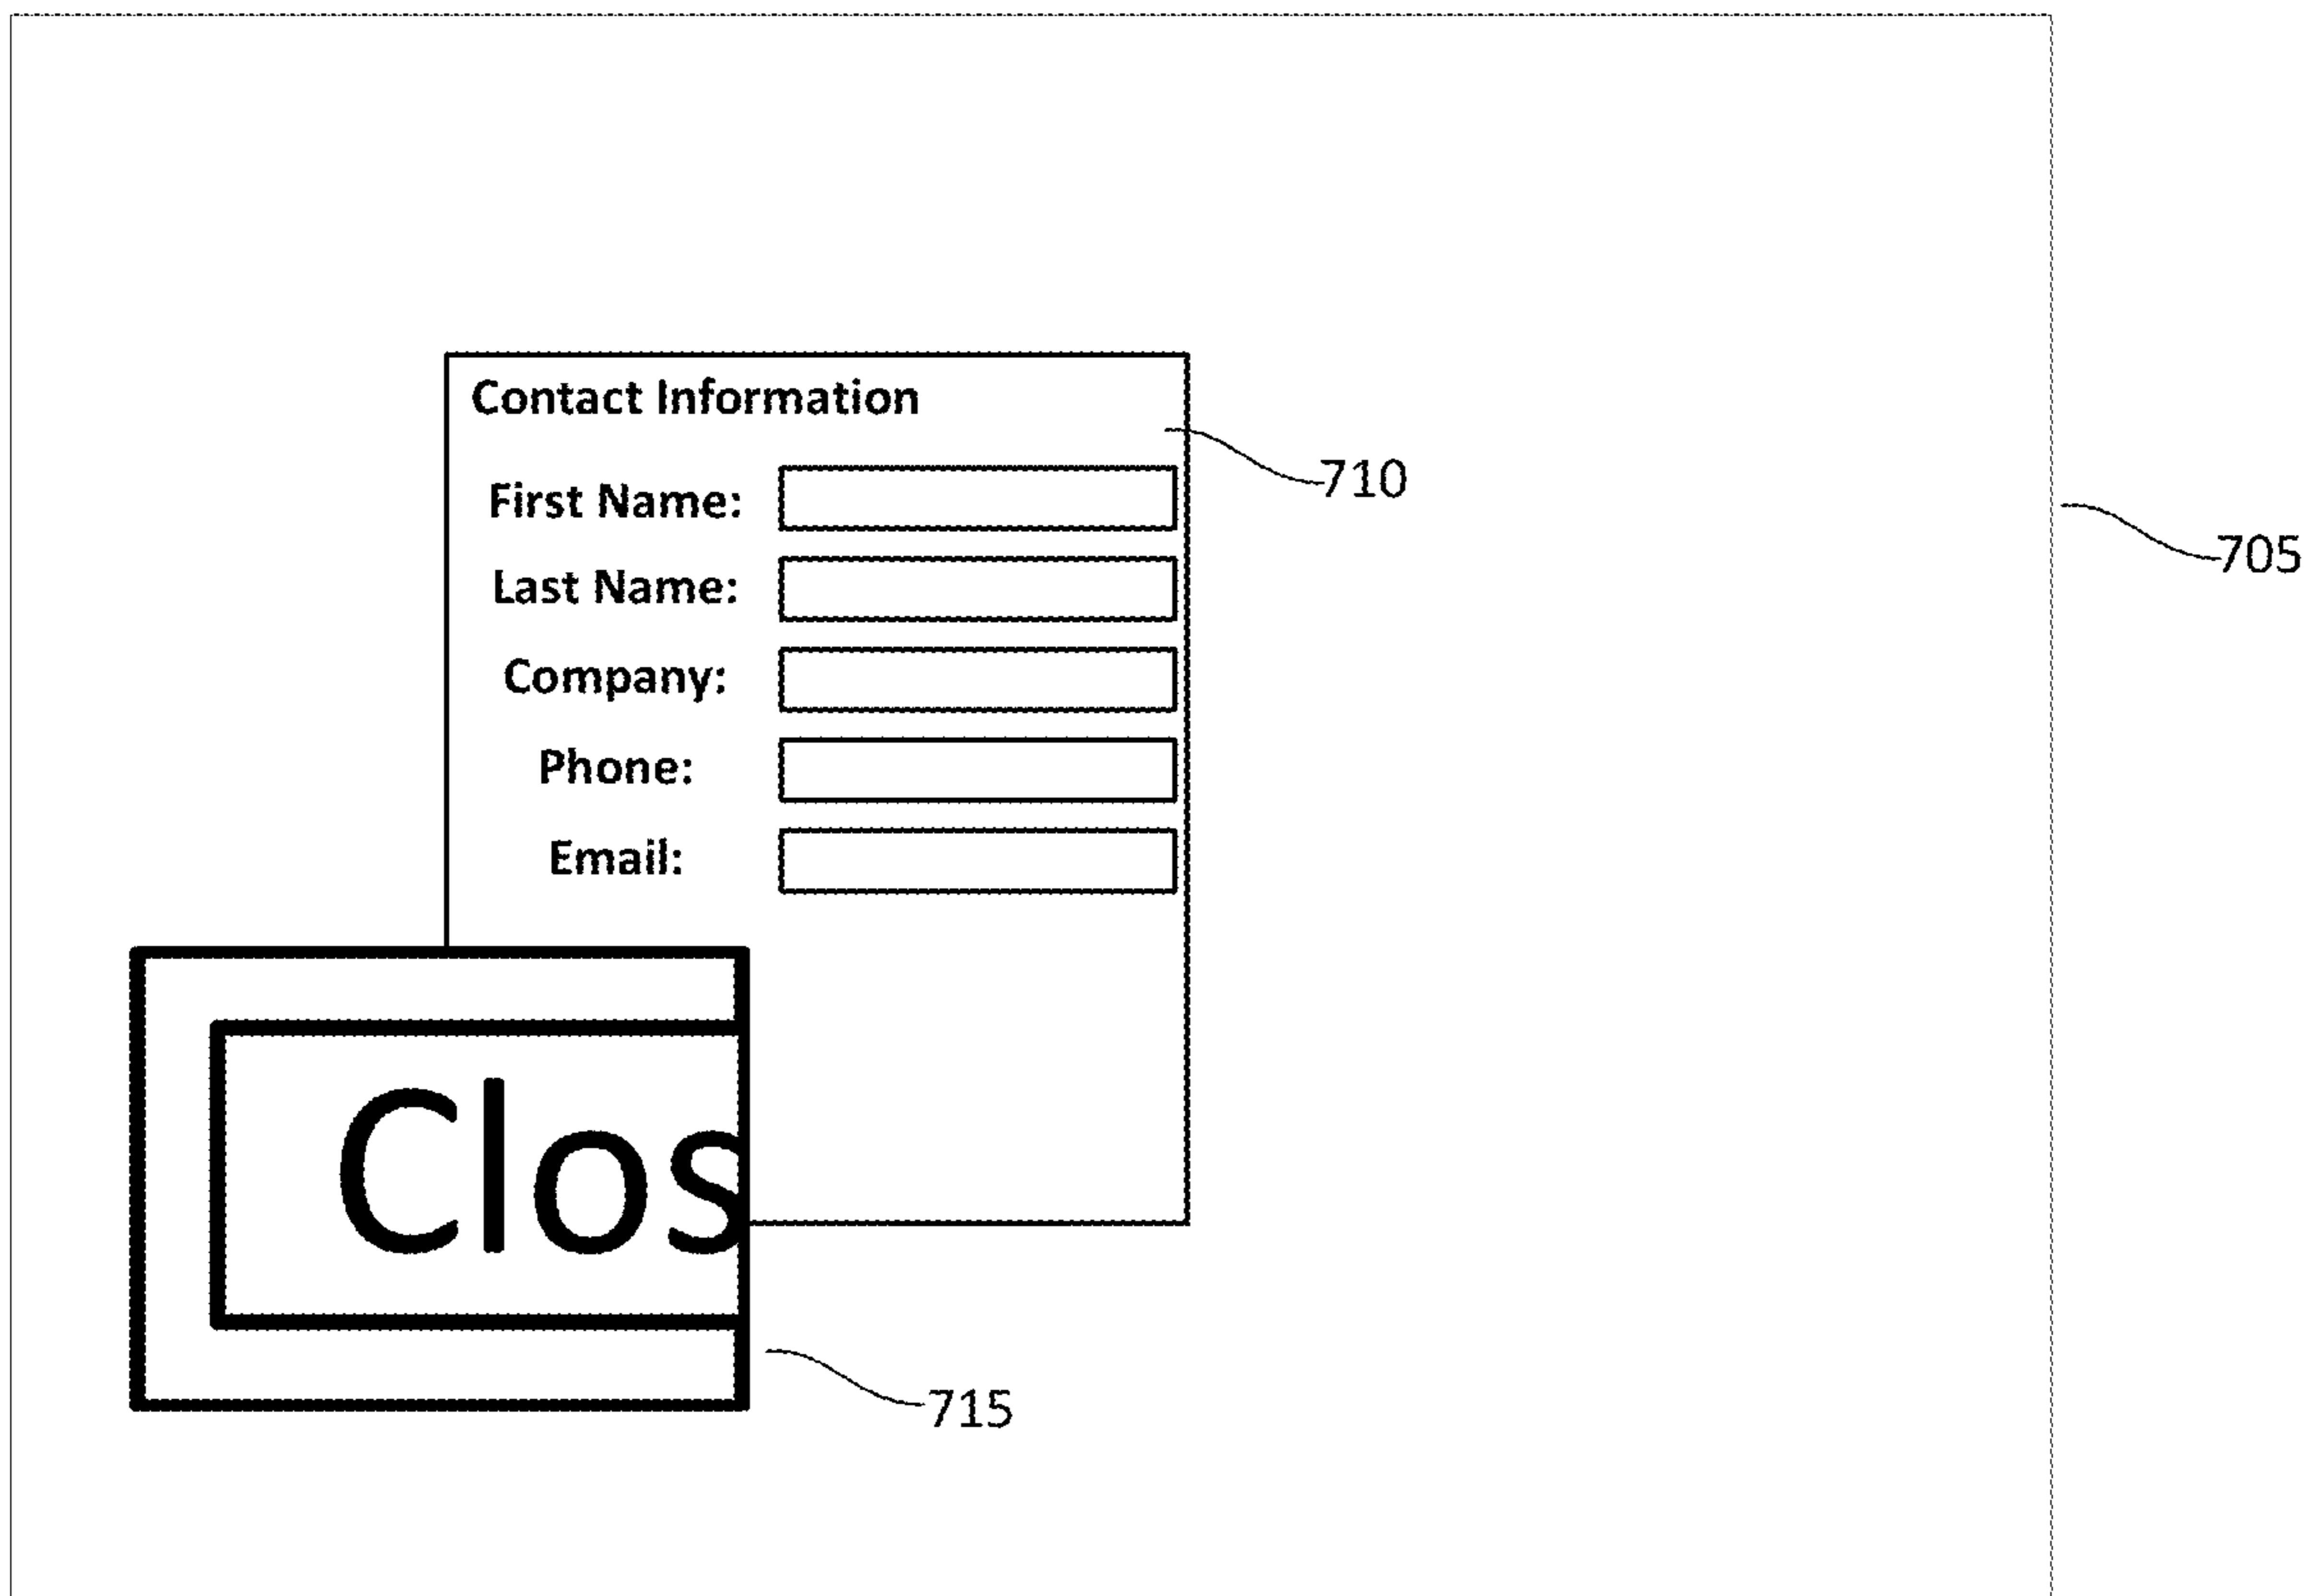 Contact Information
710
First Name:
705
Last Name:
Company:
Phone:
Email:
Clos
715